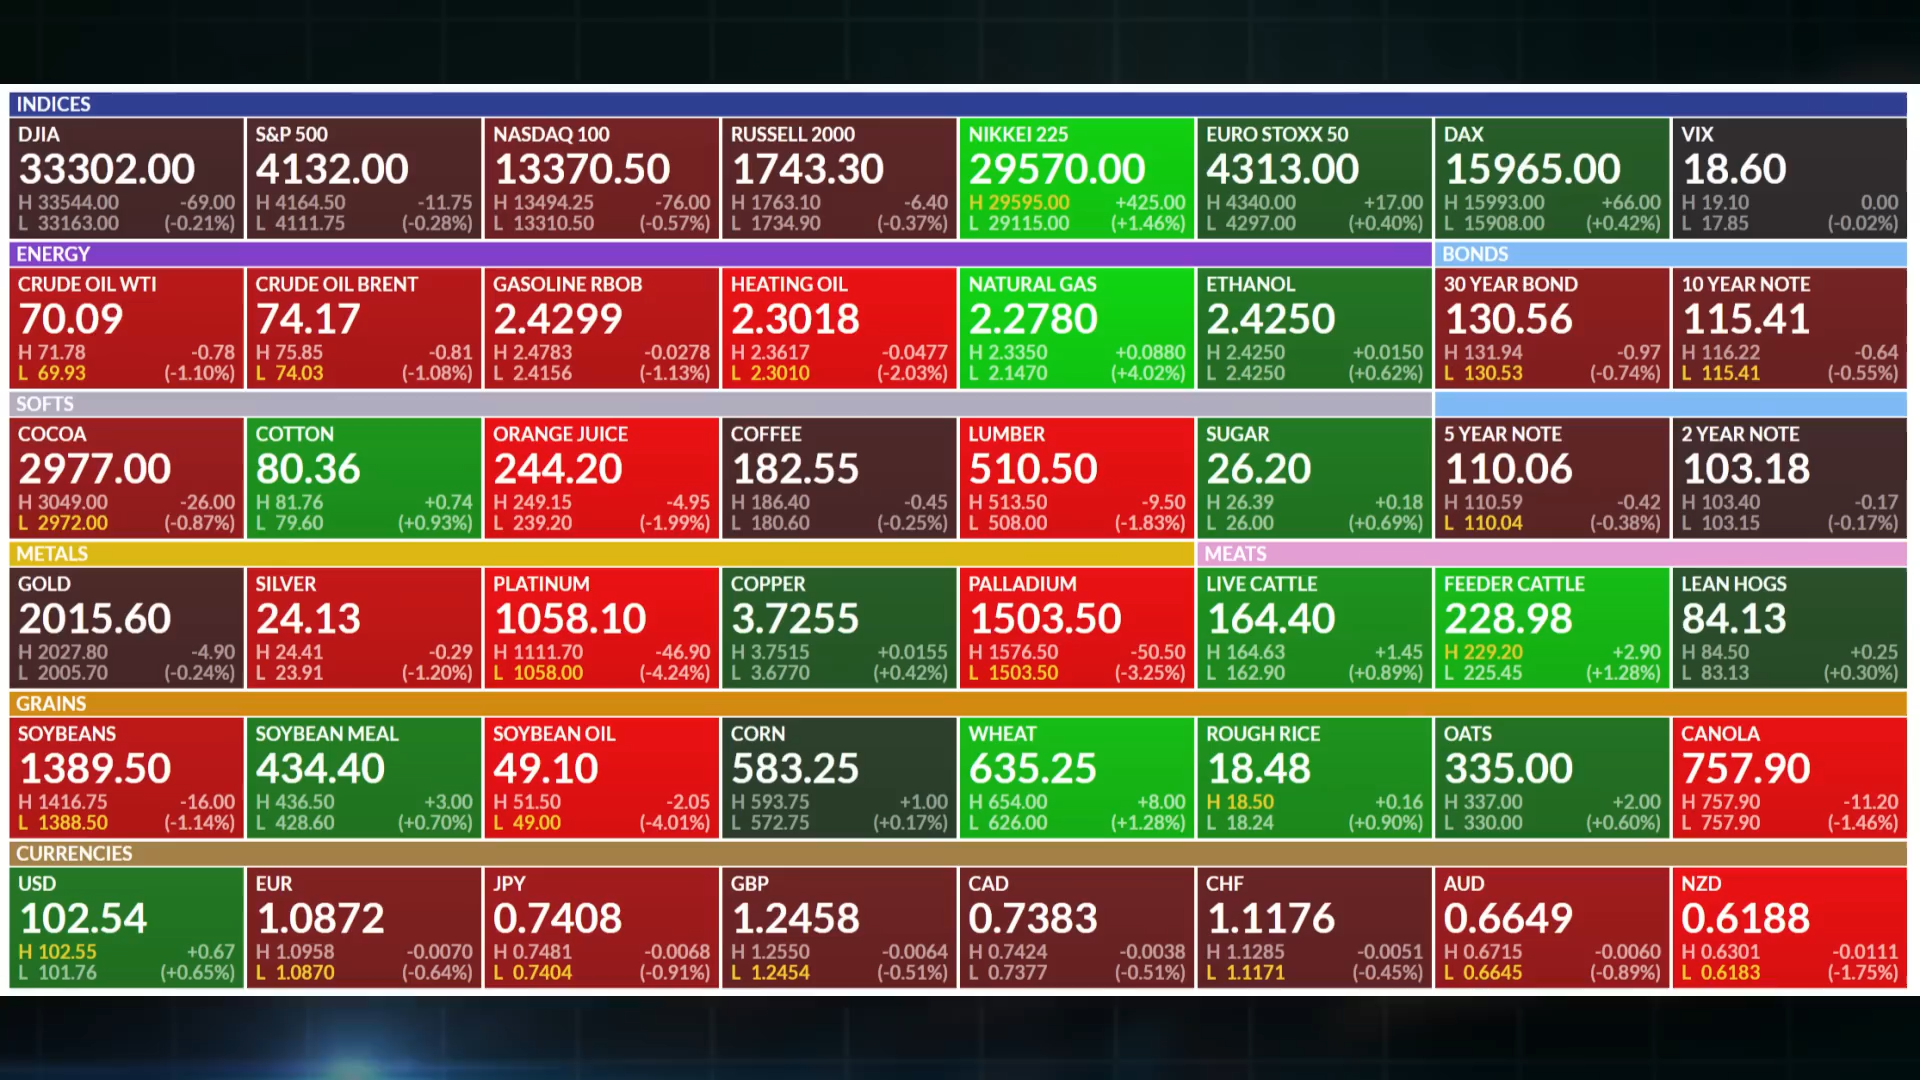 INDICES
DJIA
33302.00
H 33544.00 -69.00
L 33163.00 (-0.21%)
S&P 500
4132.00
H 4164.50 -11.75
L 4111.75 (-0.28%)
NASDAQ 100
13370.50
H 13494.25 -76.00
L 13310.50 (-0.57%)
RUSSELL 2000
1743.30
H 1763.10 -6.40
L 1734.90 (-0.37%)
NIKKEI 225
29570.00
H 29595.00 +425.00
L 29115.00 (+1.46%)
EURO STOXX 50
4313.00
H 4340.00 +17.00
L 4297.00 (+0.40%)
DAX
15965.00
H 15993.00 +66.00
L 15908.00 (+0.42%)
VIX
18.60
H 19.10 0.00
L 17.85 (-0.02%)
ENERGY
CRUDE OIL WTI
70.09
H 71.78 -0.78
L 69.93 (-1.10%)
CRUDE OIL BRENT
74.17
H 75.85 -0.81
L 74.03 (-1.08%)
GASOLINE RBOB
2.4299
H 2.4783 -0.0278
L 2.4156 (-1.13%)
HEATING OIL
2.3018
H 2.3617 -0.0477
L 2.3010 (-2.03%)
NATURAL GAS
2.2780
H 2.3350 +0.0880
L 2.1470 (+4.02%)
ETHANOL
2.4250
H 2.4250 +0.0150
L 2.4250 (+0.62%)
BONDS
30 YEAR BOND
130.56
H 131.94 -0.97
L 130.53 (-0.74%)
10 YEAR NOTE
115.41
H 116.22 -0.64
L 115.41 (-0.55%)
SOFTS
COCOA
2977.00
H 3049.00 -26.00
L 2972.00 (-0.87%)
COTTON
80.36
H 81.76 +0.74
L 79.60 (+0.93%)
ORANGE JUICE
244.20
H 249.15 -4.95
L 239.20 (-1.99%)
COFFEE
182.55
H 186.40 -0.45
L 180.60 (-0.25%)
LUMBER
510.50
H 513.50 -9.50
L 508.00 (-1.83%)
SUGAR
26.20
H 26.39 +0.18
L 26.00 (+0.69%)
5 YEAR NOTE
110.06
H 110.59 -0.42
L 110.04 (-0.38%)
2 YEAR NOTE
103.18
H 103.40 -0.17
L 103.15 (-0.17%)
METALS
GOLD
2015.60
H 2027.80 -4.90
L 2005.70 (-0.24%)
SILVER
24.13
H 24.41 -0.29
L 23.91 (-1.20%)
PLATINUM
1058.10
H 1111.70 -46.90
L 1058.00 (-4.24%)
COPPER
3.7255
H 3.7515 +0.0155
L 3.6770 (+0.42%)
PALLADIUM
1503.50
H 1576.50 -50.50
L 1503.50 (-3.25%)
MEATS
LIVE CATTLE
164.40
H 164.63 +1.45
L 162.90 (+0.89%)
FEEDER CATTLE
228.98
H 229.20 +2.90
L 225.45 (+1.28%)
LEAN HOGS
84.13
H 84.50 +0.25
L 83.13 (+0.30%)
GRAINS
SOYBEANS
1389.50
H 1416.75 -16.00
L 1388.50 (-1.14%)
SOYBEAN MEAL
434.40
H 436.50 +3.00
L 428.60 (+0.70%)
SOYBEAN OIL
49.10
H 51.50 -2.05
L 49.00 (-4.01%)
CORN
583.25
H 593.75 +1.00
L 572.75 (+0.17%)
WHEAT
635.25
H 654.00 +8.00
L 626.00 (+1.28%)
ROUGH RICE
18.48
H 18.50 +0.16
L 18.24 (+0.90%)
OATS
335.00
H 337.00 +2.00
L 330.00 (+0.60%)
CANOLA
757.90
H 757.90 -11.20
L 757.90 (-1.46%)
CURRENCIES
USD
102.54
H 102.55 +0.67
L 101.76 (+0.65%)
EUR
1.0872
H 1.0958 -0.0070
L 1.0870 (-0.64%)
JPY
0.7408
H 0.7481 -0.0068
L 0.7404 (-0.91%)
GBP
1.2458
H 1.2550 -0.0064
L 1.2454 (-0.51%)
CAD
0.7383
H 0.7424 -0.0038
L 0.7377 (-0.51%)
CHF
1.1176
H 1.1285 -0.0051
L 1.1171 (-0.45%)
AUD
0.6649
H 0.6715 -0.0060
L 0.6645 (-0.89%)
NZD
0.6188
H 0.6301 -0.0111
L 0.6183 (-1.75%)